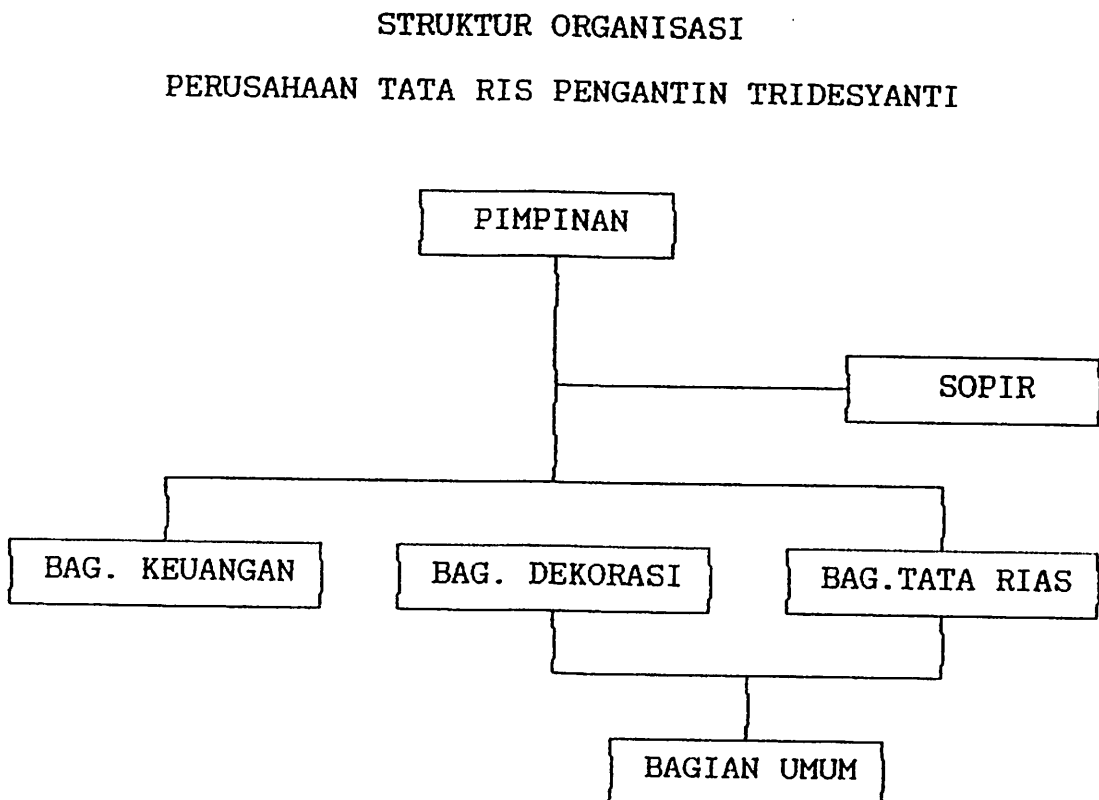 STRUKTUR ORGANISASI
PERUSAHAAN TATA RIS PENGANTIN TRIDESYANTI
PIMPINAN
SOPIR
BAG. KEUANGAN
BAG. DEKORASI
BAG.TATA RIAS
BAGIAN UMUM